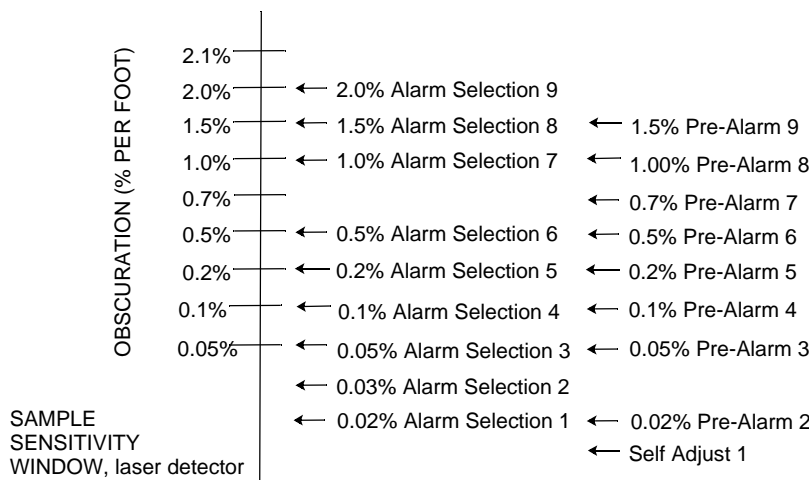 OBSCURATION (% PER FOOT)
2.1%
2.0% 2.0% Alarm Selection 9
1.5% 1.5% Alarm Selection 8 1.5% Pre-Alarm 9
1.0% 1.0% Alarm Selection 7 1.00% Pre-Alarm 8
0.7% 0.7% Pre-Alarm 7
0.5% 0.5% Alarm Selection 6 0.5% Pre-Alarm 6
0.2% 0.2% Alarm Selection 5 0.2% Pre-Alarm 5
0.1% 0.1% Alarm Selection 4 0.1% Pre-Alarm 4
0.05% 0.05% Alarm Selection 3 0.05% Pre-Alarm 3
0.03% Alarm Selection 2
0.02% Alarm Selection 1 0.02% Pre-Alarm 2
Self Adjust 1
SAMPLE
SENSITIVITY
WINDOW, laser detector